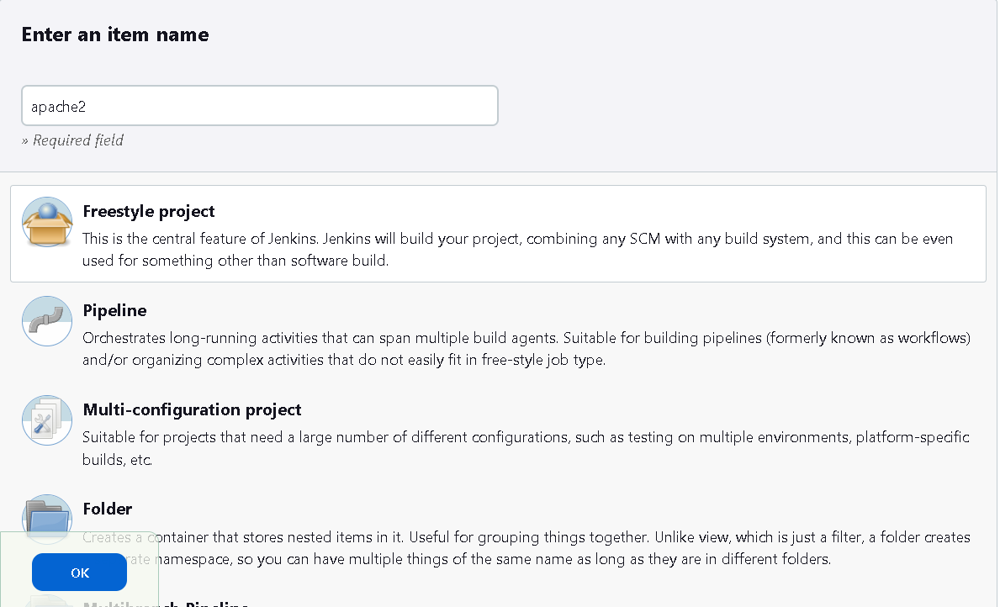 Enter an item name
apache2
» Required field
Freestyle project
This is the central feature of Jenkins. Jenkins will build your project, combining any SCM with any build system, and this can be even
used for something other than software build.
Pipeline
Orchestrates long-running activities that can span multiple build agents. Suitable for building pipelines (formerly known as workflows)
and/or organizing complex activities that do not easily fit in free-style job type.
Multi-configuration project
Suitable for projects that need a large number of different configurations, such as testing on multiple environments, platform-specific
builds, etc.
Folder
Creates a container that stores nested items in it. Useful for grouping things together. Unlike view, which is just a filter, a folder creates
namespace, so you can have multiple things of the same name as long as they are in different folders.
OK
Multibranch Pipeline